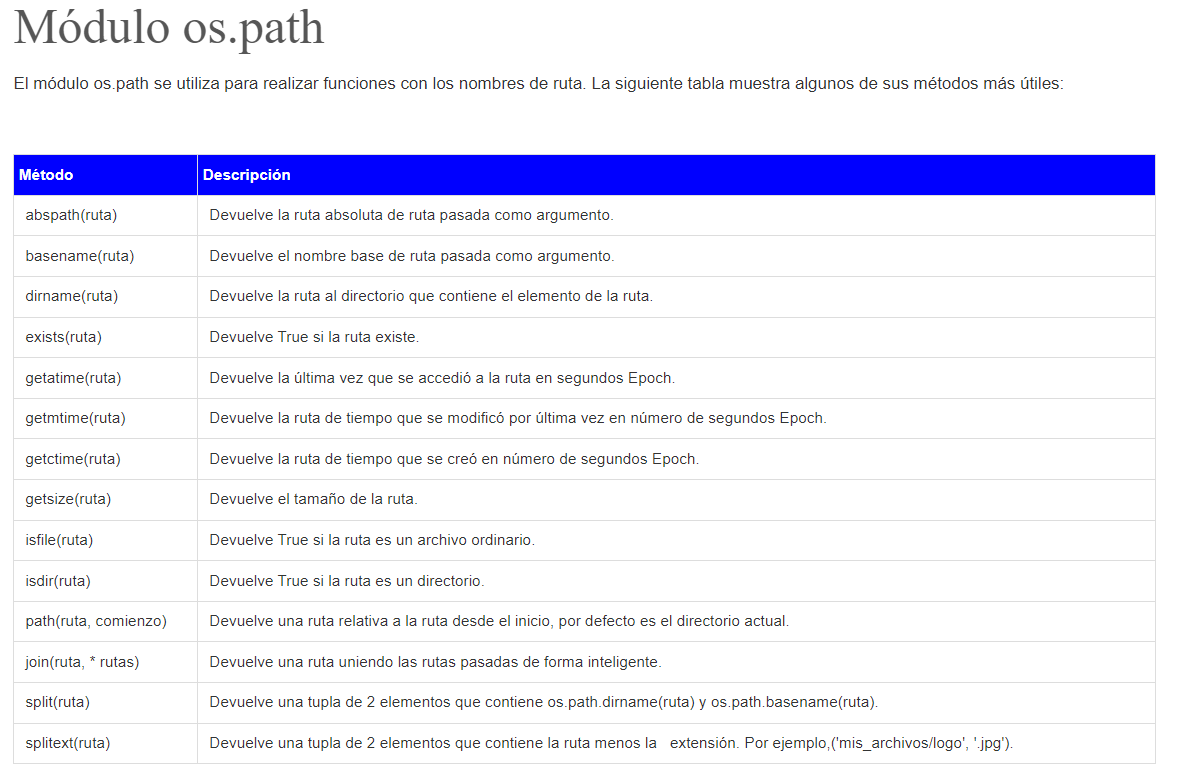 Módulo os.path
El módulo os.path se utiliza para realizar funciones con los nombres de ruta. La siguiente tabla muestra algunos de sus métodos más útiles:
Método Descripción
abspath(ruta) Devuelve la ruta absoluta de ruta pasada como argumento.
basename(ruta) Devuelve el nombre base de ruta pasada como argumento.
dirname(ruta) Devuelve la ruta al directorio que contiene el elemento de la ruta.
exists(ruta) Devuelve True si la ruta existe.
getatime(ruta) Devuelve la última vez que se accedió a la ruta en segundos Epoch.
getmtime(ruta) Devuelve la ruta de tiempo que se modificó por última vez en número de segundos Epoch.
getctime(ruta) Devuelve la ruta de tiempo que se creó en número de segundos Epoch.
getsize(ruta) Devuelve el tamaño de la ruta.
isfile(ruta) Devuelve True si la ruta es un archivo ordinario.
isdir(ruta) Devuelve True si la ruta es un directorio.
path(ruta, comienzo) Devuelve una ruta relativa a la ruta desde el inicio, por defecto es el directorio actual.
join(ruta, * rutas) Devuelve una ruta uniendo las rutas pasadas de forma inteligente.
split(ruta) Devuelve una tupla de 2 elementos que contiene os.path.dirname(ruta) y os.path.basename(ruta).
splitext(ruta) Devuelve una tupla de 2 elementos que contiene la ruta menos la extensión. Por ejemplo,('mis_archivos/logo', '.jpg').